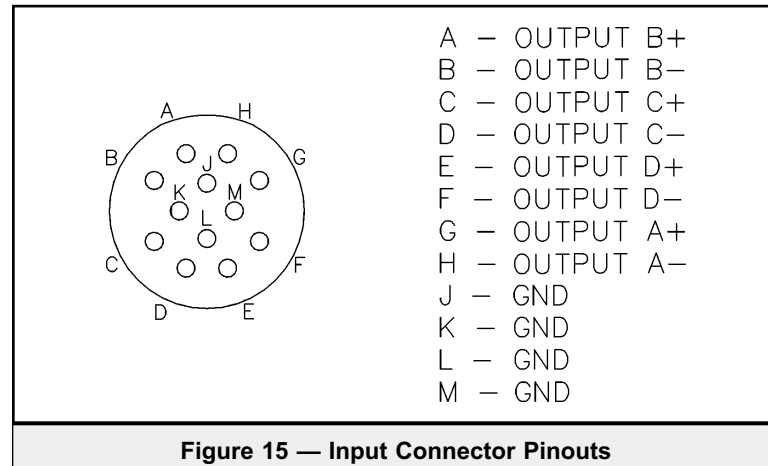 A – OUTPUT B+
B – OUTPUT B–
C – OUTPUT C+
D – OUTPUT C–
E – OUTPUT D+
F – OUTPUT D–
G – OUTPUT A+
H – OUTPUT A–
J – GND
K – GND
L – GND
M – GND
A H
B J G
K M
L
C F
D E
Figure 15 — Input Connector Pinouts